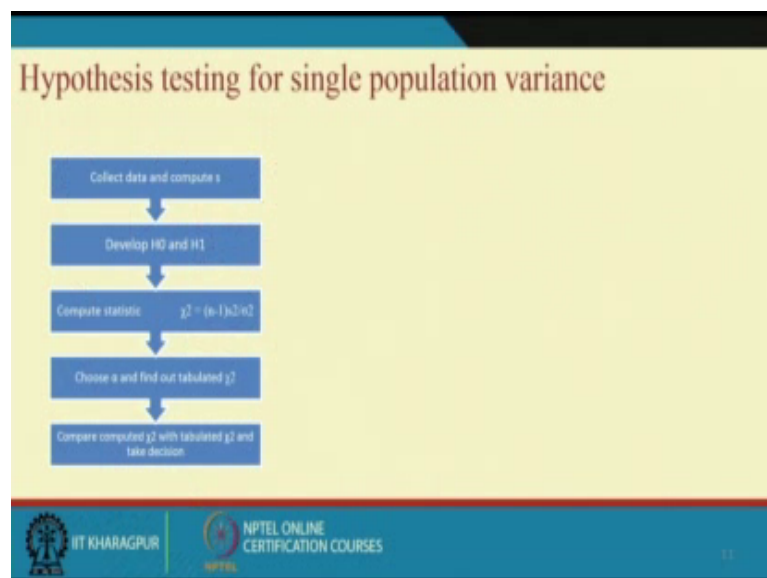 Hypothesis testing for single population variance
Collect data and compute s
Develop H0 and H1
Compute statistic χ2 = (n-1)s2/σ2
Choose α and find out tabulated χ2
Compare computed χ2 with tabulated χ2 and
take decision
IIT KHARAGPUR
NPTEL ONLINE
CERTIFICATION COURSES
NPTEL